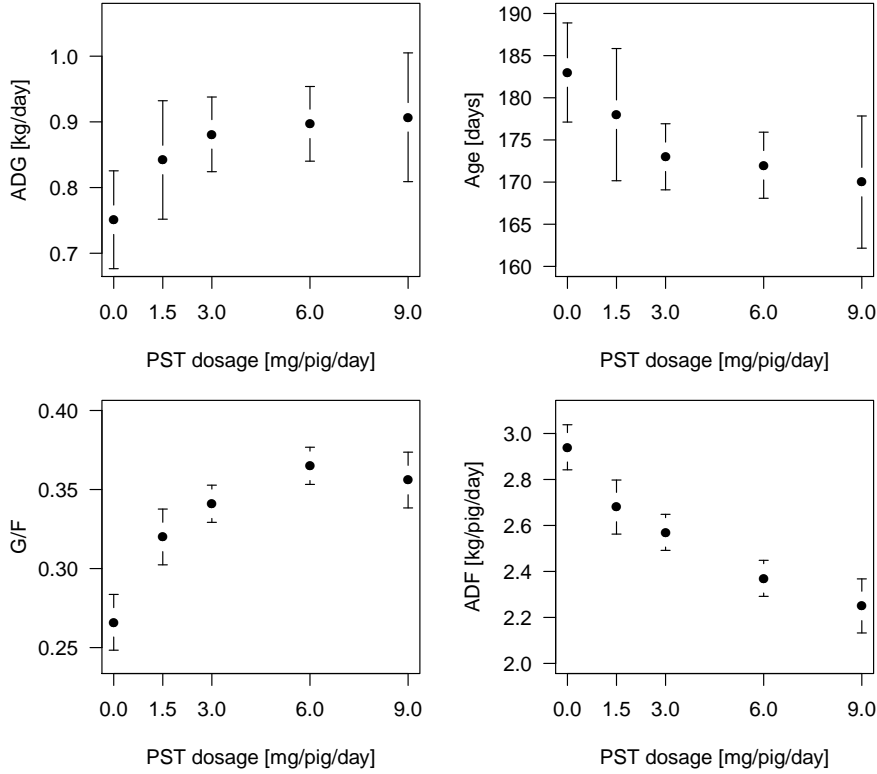 ADG [kg/day]
1.0
0.9
0.8
0.7
0.0 1.5 3.0 6.0 9.0
PST dosage [mg/pig/day]
Age [days]
190
185
180
175
170
165
160
0.0 1.5 3.0 6.0 9.0
PST dosage [mg/pig/day]
G/F
0.40
0.35
0.30
0.25
0.0 1.5 3.0 6.0 9.0
PST dosage [mg/pig/day]
ADF [kg/pig/day]
3.0
2.8
2.6
2.4
2.2
2.0
0.0 1.5 3.0 6.0 9.0
PST dosage [mg/pig/day]